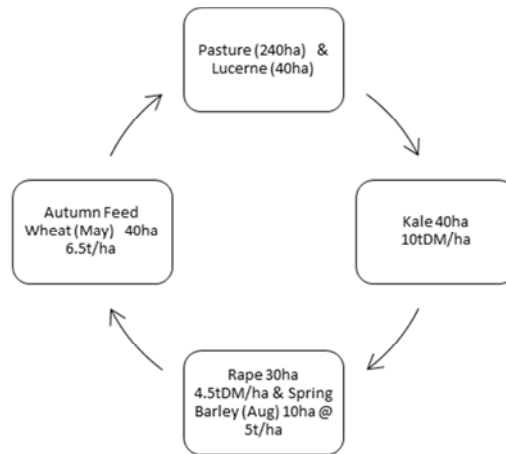 Pasture (240ha) &
Lucerne (40ha)
Kale 40ha
10tDM/ha
Rape 30ha
4.5tDM/ha & Spring
Barley (Aug) 10ha @
5t/ha
Autumn Feed
Wheat (May) 40ha
6.5t/ha